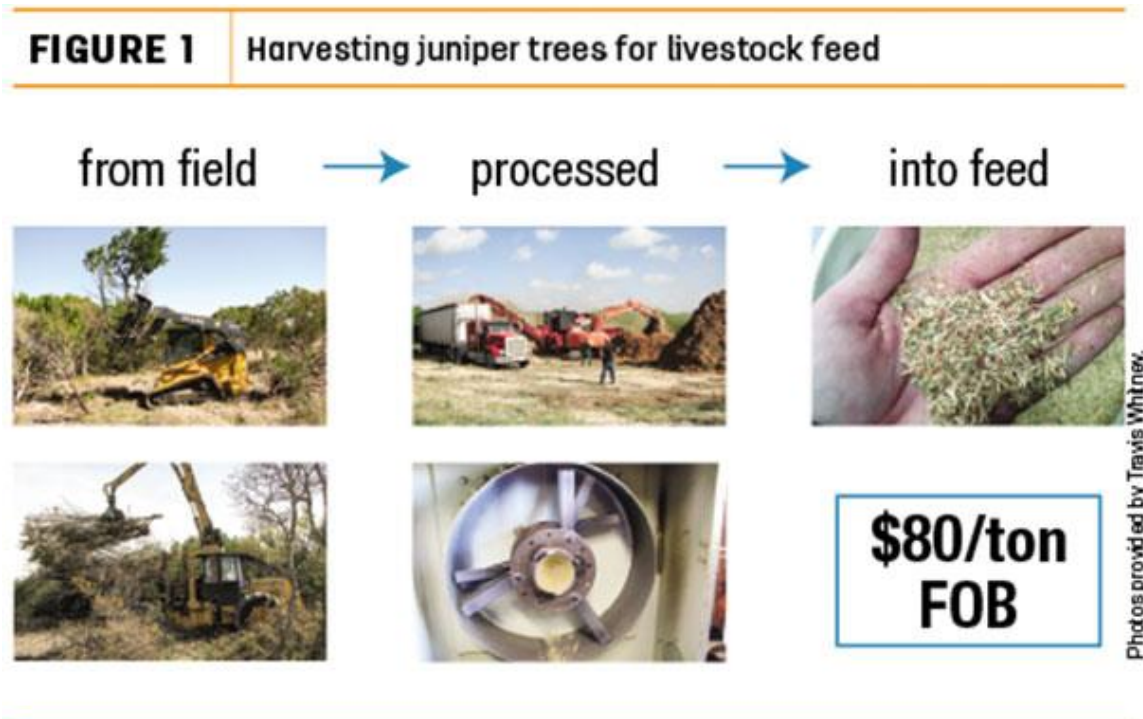 FIGURE 1
Harvesting juniper trees for livestock feed
from field → processed → into feed
$80/ton
FOB
Photos provided by Travis Whitney.